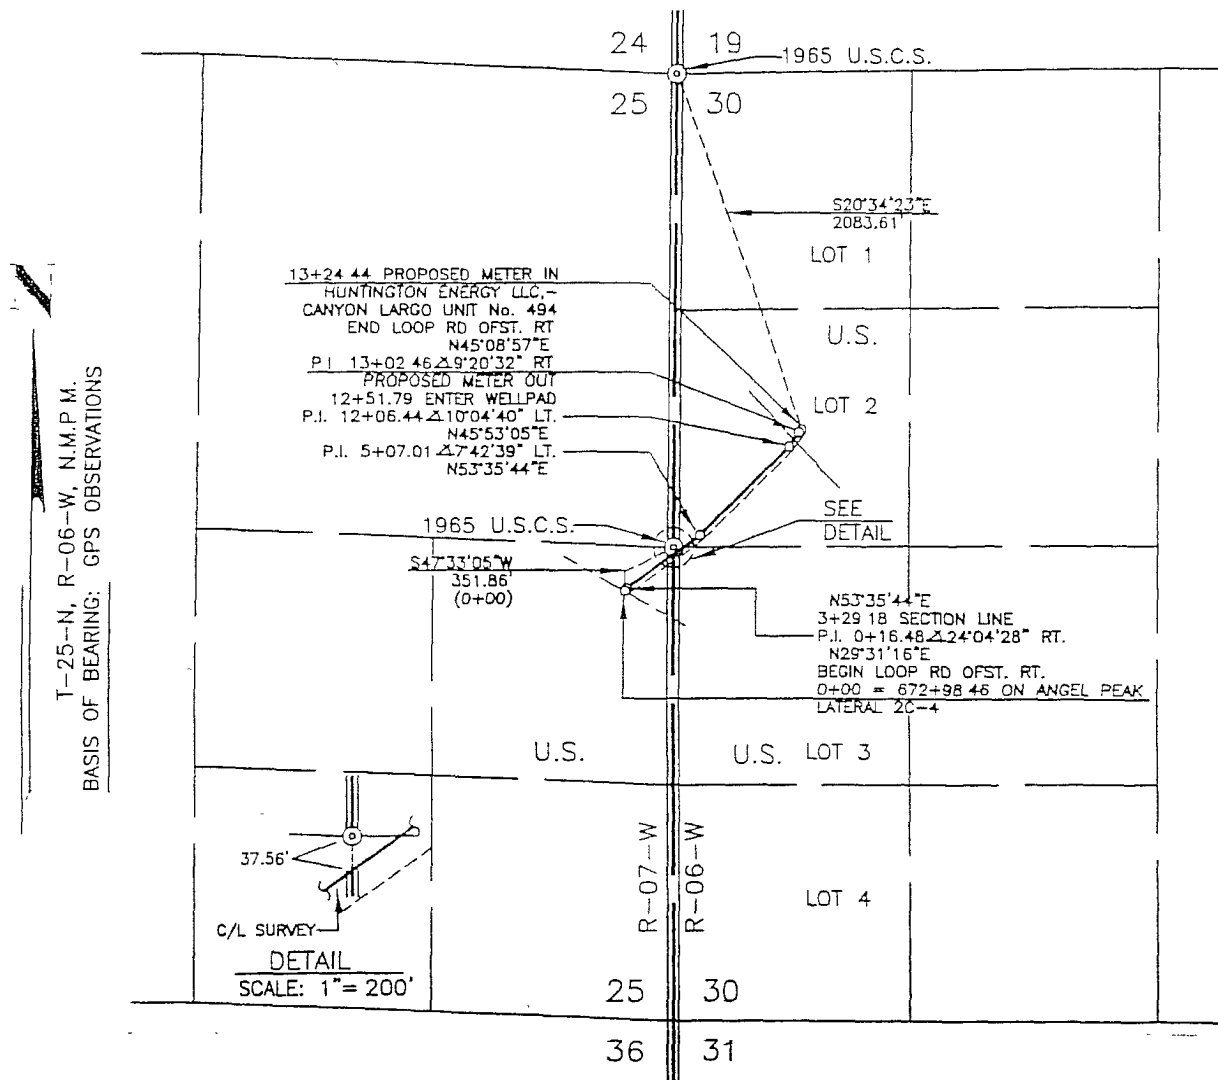 24 19
1965 U.S.C.S.
25 30
S20°34'23"E
2083.61'
LOT 1
13+24.44 PROPOSED METER IN
HUNTINGTON ENERGY LLC,-
CANYON LARGO UNIT No. 494
END LOOP RD OFST. RT
N45°08'57"E
P.I. 13+02.46 Δ9°20'32" RT
PROPOSED METER OUT
12+51.79 ENTER WELLPAD
P.I. 12+06.44 Δ10°04'40" LT.
N45°53'05"E
P.I. 5+07.01 Δ7°42'39" LT.
N53°35'44"E
U.S.
LOT 2
T-25-N, R-06-W, N.M.P.M.
BASIS OF BEARING: GPS OBSERVATIONS
1965 U.S.C.S.
SEE
DETAIL
S47°33'05"W
351.86'
(0+00)
N53°35'44"E
3+29.18 SECTION LINE
P.I. 0+16.48 Δ24°04'28" RT.
N29°31'16"E
BEGIN LOOP RD OFST. RT.
0+00 = 672+98.46 ON ANGEL PEAK
LATERAL 2C-4
U.S.
U.S. LOT 3
37.56'
C/L SURVEY
DETAIL
SCALE: 1"= 200'
R-07-W
R-06-W
LOT 4
25 30
36 31